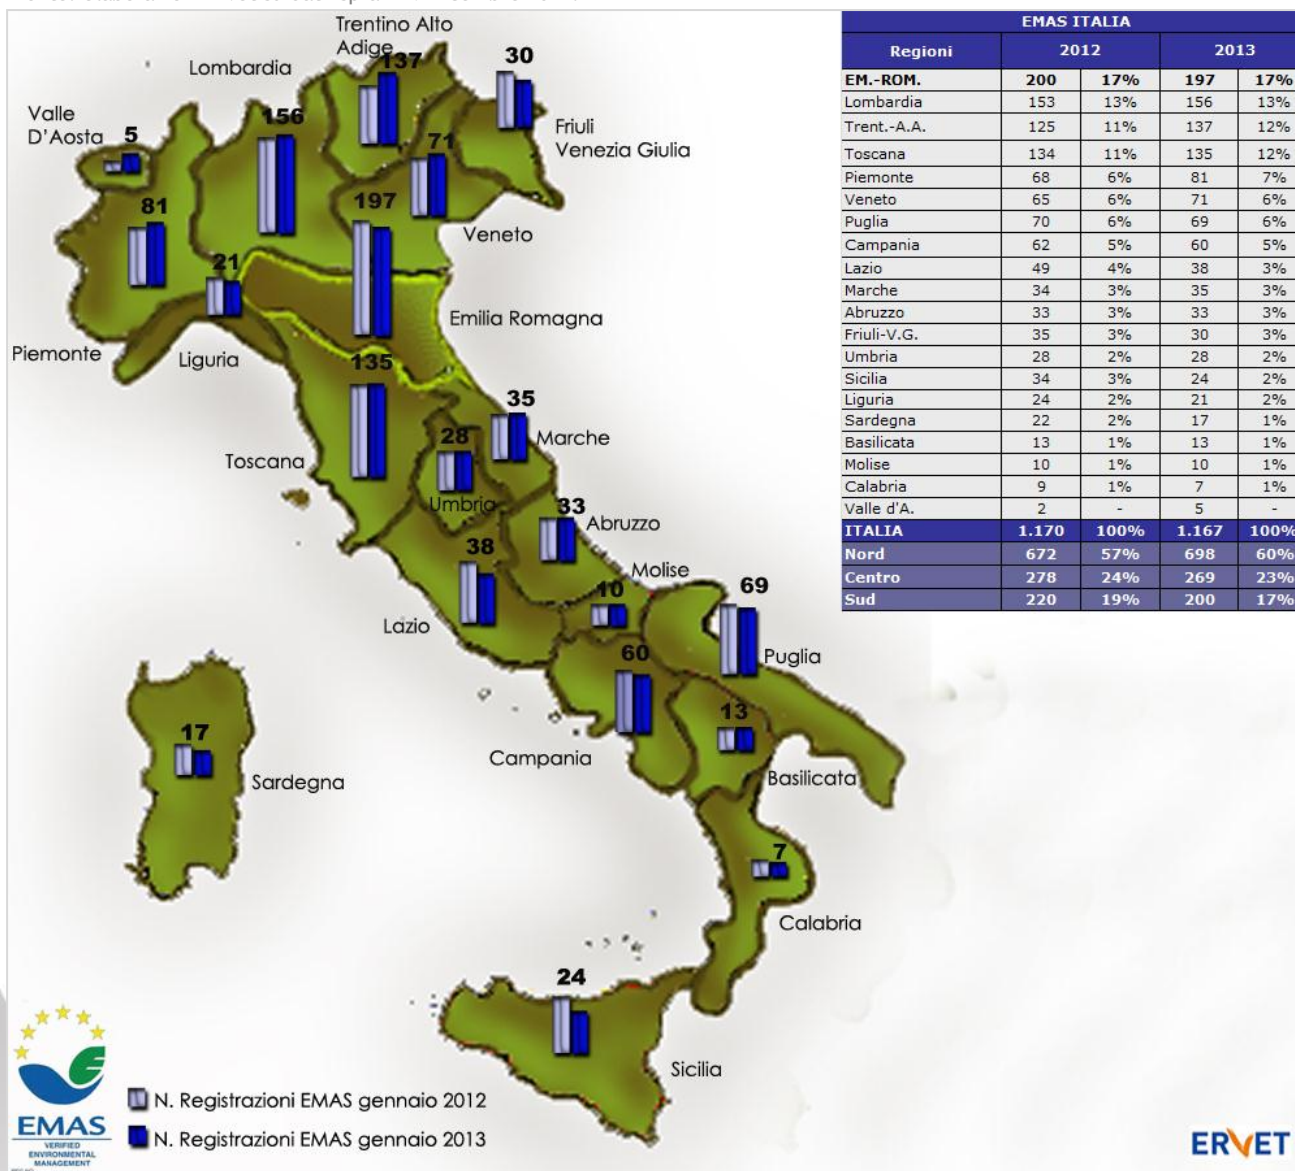 Trentino Alto
Adige
137
30
Lombardia
156
Friuli
Venezia Giulia
Valle
D'Aosta
5
71
81
197
Veneto
21
Emilia Romagna
Piemonte
Liguria
135
35
Marche
28
Toscana
Umbria
33
Abruzzo
38
Molise
10
69
Lazio
60
Puglia
17
13
Campania
Sardegna
Basilicata
7
Calabria
24
Sicilia
EMAS ITALIA
Regioni 2012 2013
EM.-ROM. 200 17% 197 17%
Lombardia 153 13% 156 13%
Trent.-A.A. 125 11% 137 12%
Toscana 134 11% 135 12%
Piemonte 68 6% 81 7%
Veneto 65 6% 71 6%
Puglia 70 6% 69 6%
Campania 62 5% 60 5%
Lazio 49 4% 38 3%
Marche 34 3% 35 3%
Abruzzo 33 3% 33 3%
Friuli-V.G. 35 3% 30 3%
Umbria 28 2% 28 2%
Sicilia 34 3% 24 2%
Liguria 24 2% 21 2%
Sardegna 22 2% 17 1%
Basilicata 13 1% 13 1%
Molise 10 1% 10 1%
Calabria 9 1% 7 1%
Valle d'A. 2 - 5 -
ITALIA 1.170 100% 1.167 100%
Nord 672 57% 698 60%
Centro 278 24% 269 23%
Sud 220 19% 200 17%
EMAS
VERIFIED
ENVIRONMENTAL
MANAGEMENT
N. Registrazioni EMAS gennaio 2012
N. Registrazioni EMAS gennaio 2013
ERVET